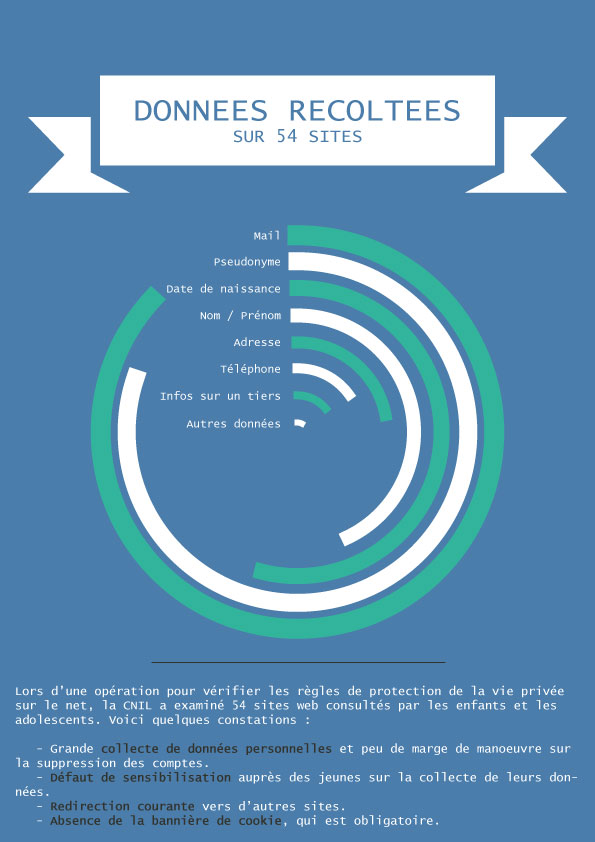 DONNEES RECOLTEES
SUR 54 SITES
Mail
Pseudonyme
Date de naissance
Nom / Prénom
Adresse
Téléphone
Infos sur un tiers
Autres données
Lors d'une opération pour vérifier les règles de protection de la vie privée
sur le net, la CNIL a examiné 54 sites web consultés par les enfants et les
adolescents. Voici quelques constations :
- Grande collecte de données personnelles et peu de marge de manoeuvre sur
la suppression des comptes.
- Défaut de sensibilisation auprès des jeunes sur la collecte de leurs don-
nées.
- Redirection courante vers d'autres sites.
- Absence de la bannière de cookie, qui est obligatoire.